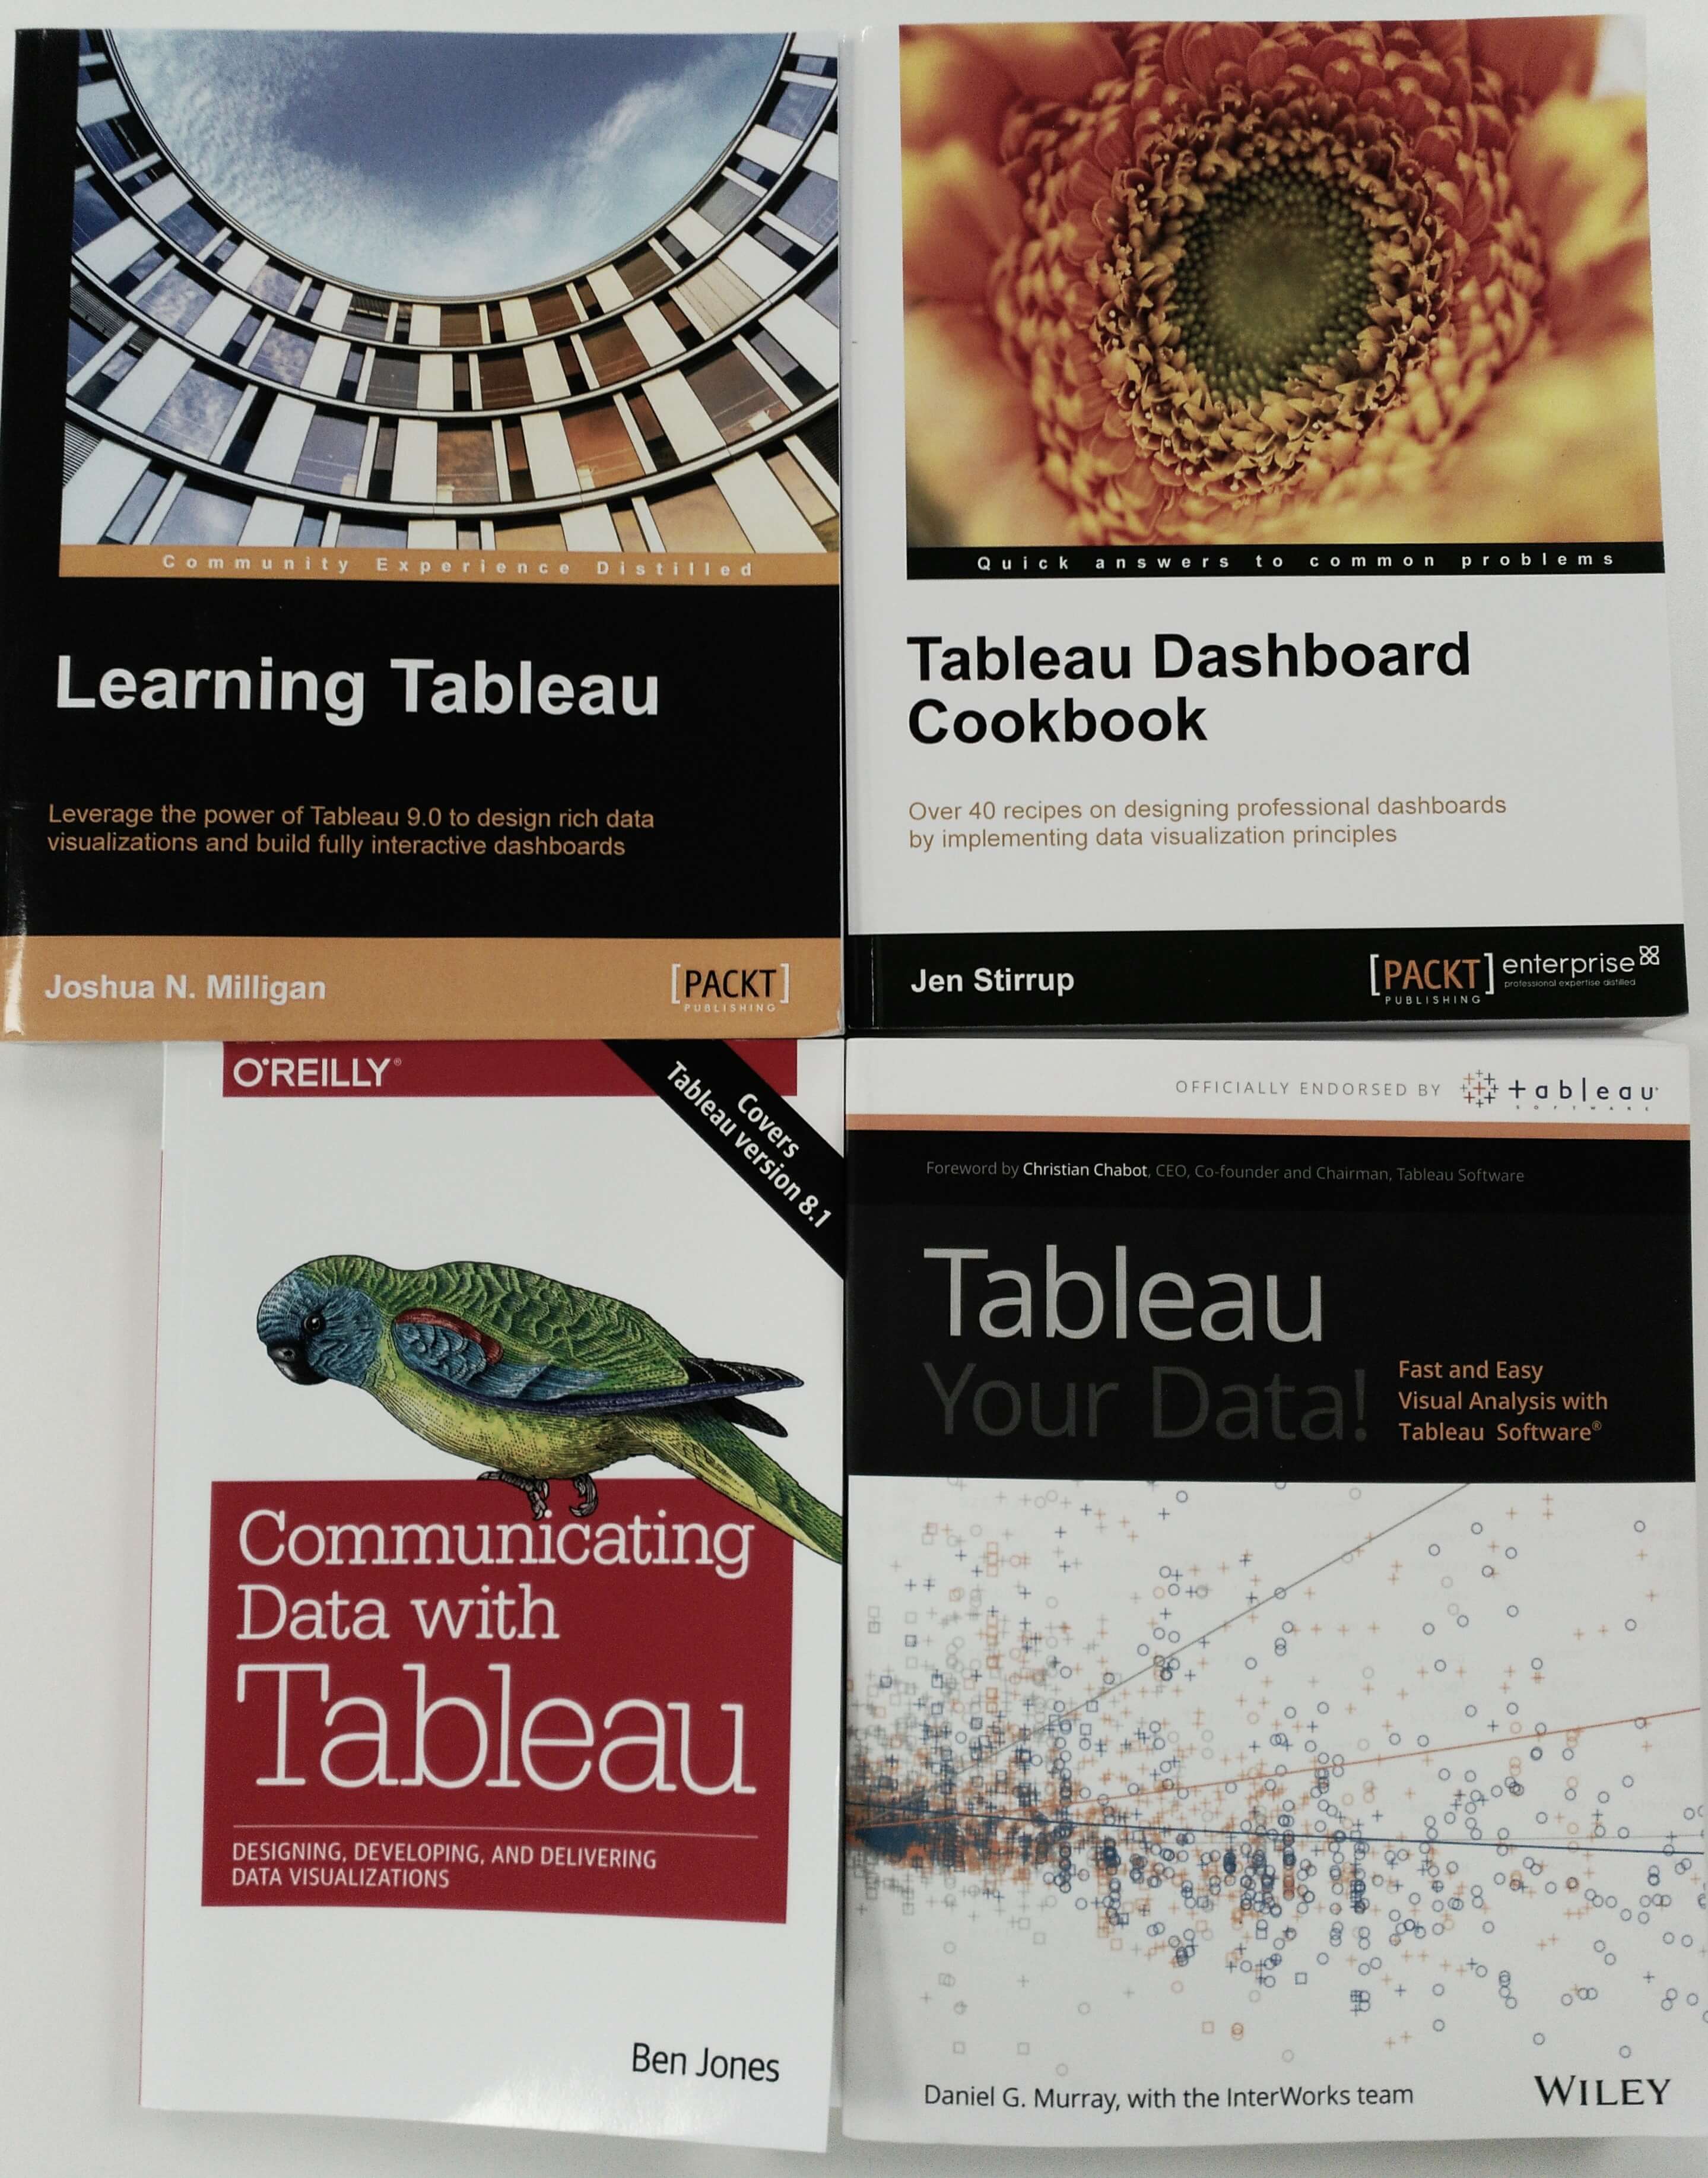 Community Experience Distilled
Learning Tableau
Leverage the power of Tableau 9.0 to design rich data
visualizations and build fully interactive dashboards
Joshua N. Milligan
[PACKT]
PUBLISHING
Quick answers to common problems
Tableau Dashboard
Cookbook
Over 40 recipes on designing professional dashboards
by implementing data visualization principles
Jen Stirrup
[PACKT] enterprise
PUBLISHING professional expertise distilled
O'REILLY®
Covers
Tableau version 8.1
Communicating
Data with
Tableau
DESIGNING, DEVELOPING, AND DELIVERING
DATA VISUALIZATIONS
Ben Jones
OFFICIALLY ENDORSED BY +ableau
SOFTWARE
Foreword by Christian Chabot, CEO, Co-founder and Chairman, Tableau Software
Tableau
Your Data!
Fast and Easy
Visual Analysis with
Tableau Software®
Daniel G. Murray, with the InterWorks team
WILEY